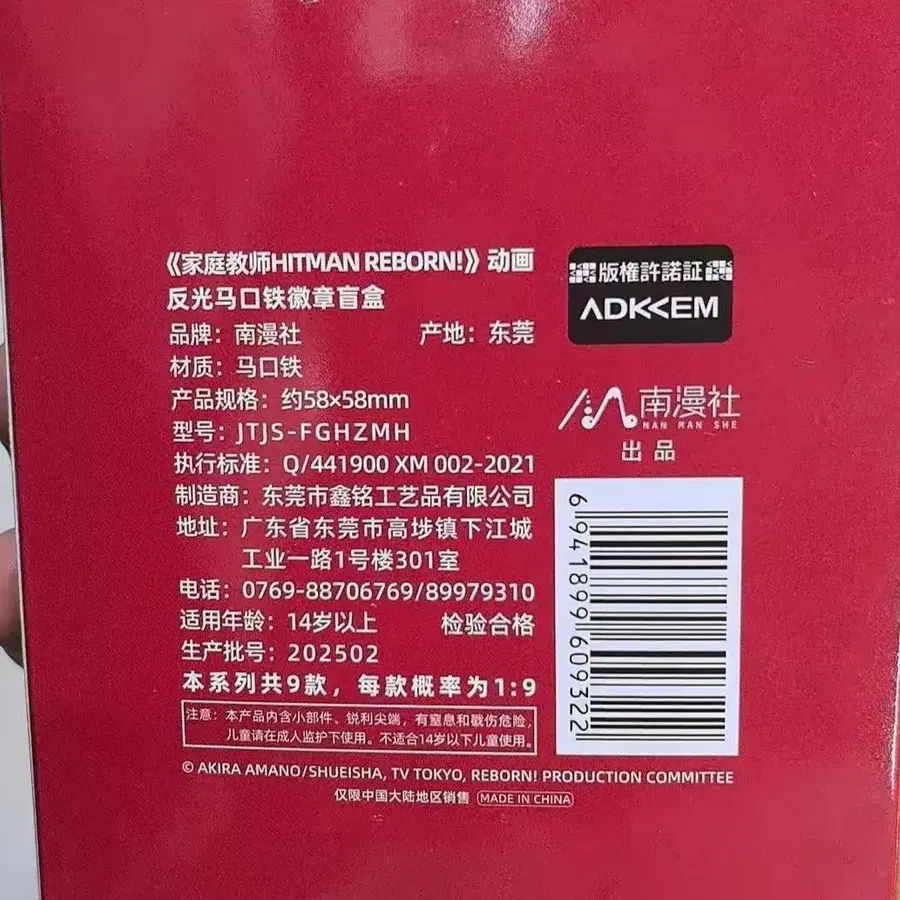 《家庭教师HITMAN REBORN!》动画
反光马口铁徽章盲盒
品牌：南漫社 产地：东莞
材质：马口铁
产品规格：约58×58mm
型号：JTJS-FGHZMH
执行标准：Q/441900 XM 002-2021
制造商：东莞市鑫铭工艺品有限公司
地址：广东省东莞市高埗镇下江城
工业一路1号楼301室
电话：0769-88706769/89979310
适用年龄：14岁以上 检验合格
生产批号：202502
本系列共9款，每款概率为1:9
注意：本产品内含小部件、锐利尖端，有窒息和戳伤危险，
儿童请在成人监护下使用。不适合14岁以下儿童使用。
版権許諾証
ADKKEM
南漫社
NAN MAN SHE
出品
6 941899 609322
© AKIRA AMANO/SHUEISHA, TV TOKYO, REBORN! PRODUCTION COMMITTEE
仅限中国大陆地区销售 MADE IN CHINA